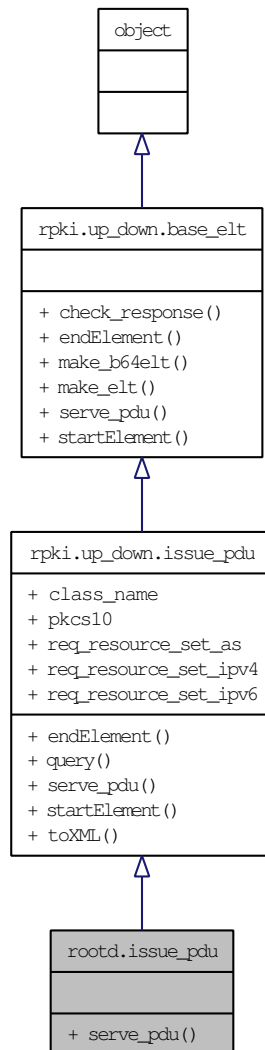 object
rpki.up_down.base_elt
+ check_response()
+ endElement()
+ make_b64elt()
+ make_elt()
+ serve_pdu()
+ startElement()
rpki.up_down.issue_pdu
+ class_name
+ pkcs10
+ req_resource_set_as
+ req_resource_set_ipv4
+ req_resource_set_ipv6
+ endElement()
+ query()
+ serve_pdu()
+ startElement()
+ toXML()
rootd.issue_pdu
+ serve_pdu()